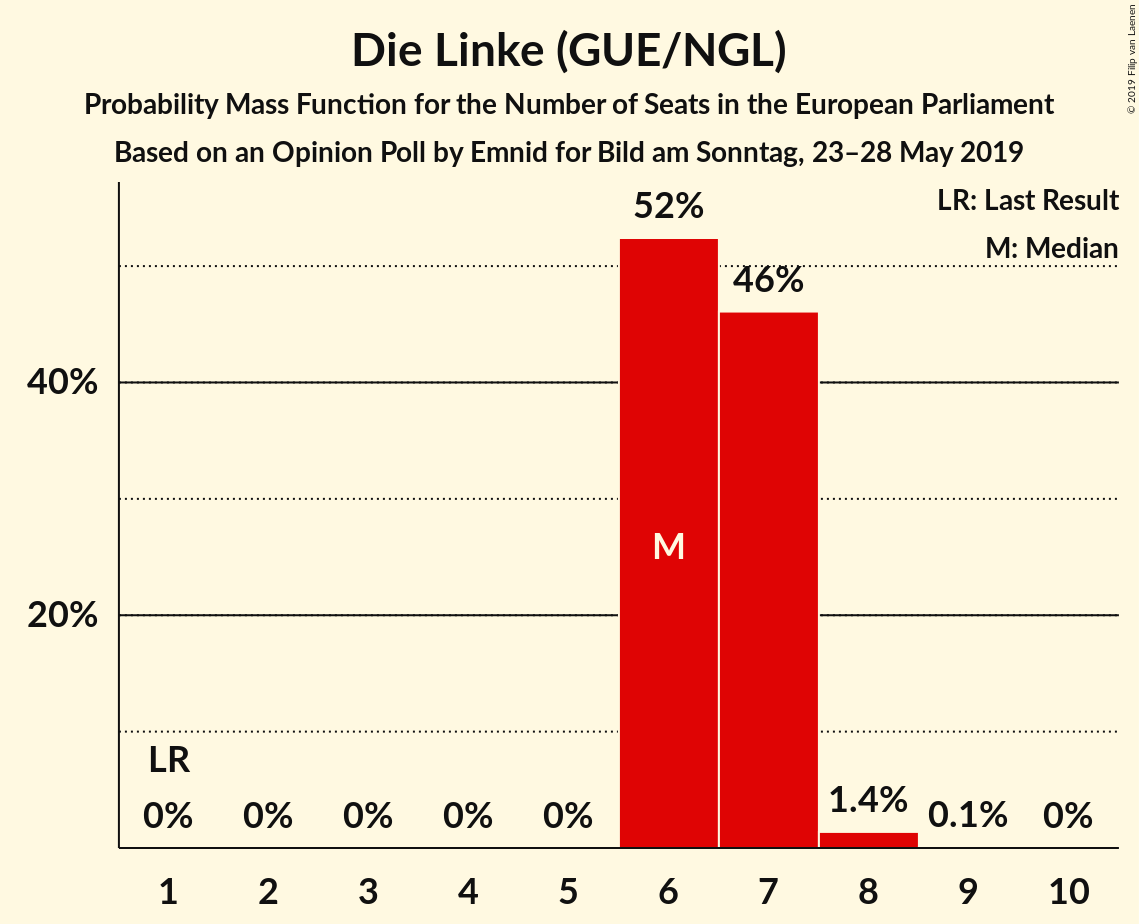 Die Linke (GUE/NGL)
Probability Mass Function for the Number of Seats in the European Parliament
Based on an Opinion Poll by Emnid for Bild am Sonntag, 23–28 May 2019
© 2019 Filip van Laenen
LR: Last Result
M: Median
52%
46%
40%
M
20%
LR
0% 0% 0% 0% 0% 1.4% 0.1% 0%
1 2 3 4 5 6 7 8 9 10